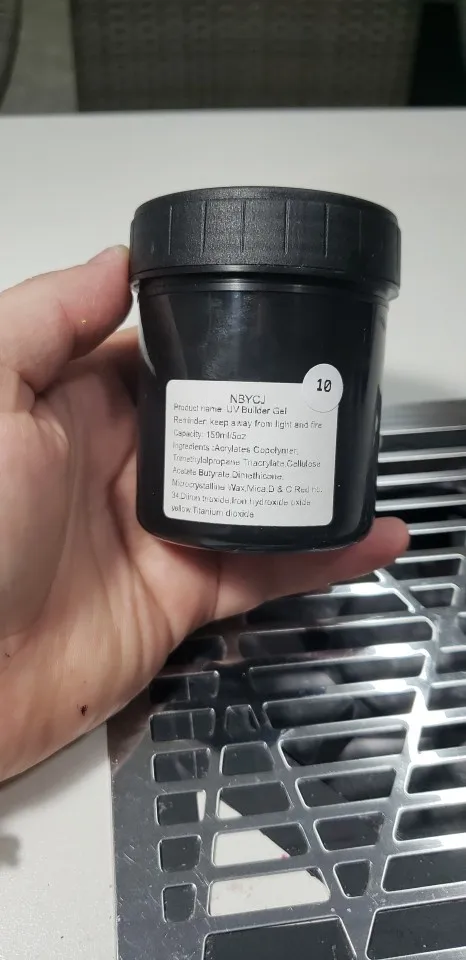 10
NBYCJ
Product name: UV Builder Gel
Reminder: keep away from light and fire
Capacity: 150ml/5oz
Ingredients :Acrylates Copolymer,
Trimethylolpropane Triacrylate,Cellulose
Acetate Butyrate,Dimethicone,
Microcrystalline Wax,Mica,D & C Red no.
34,Diiron trioxide,Iron hydroxide oxide
yellow,Titanium dioxide